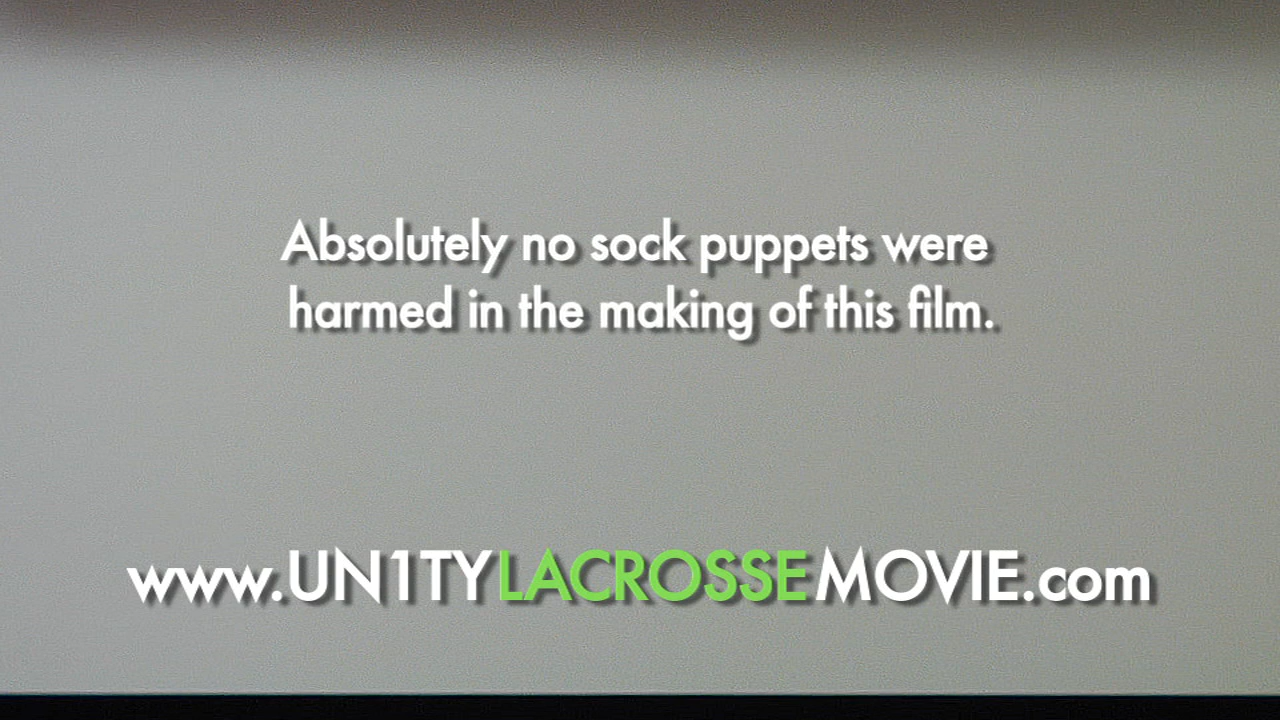 Absolutely no sock puppets were
harmed in the making of this film.
www.UN1TYLACROSSEMOVIE.com